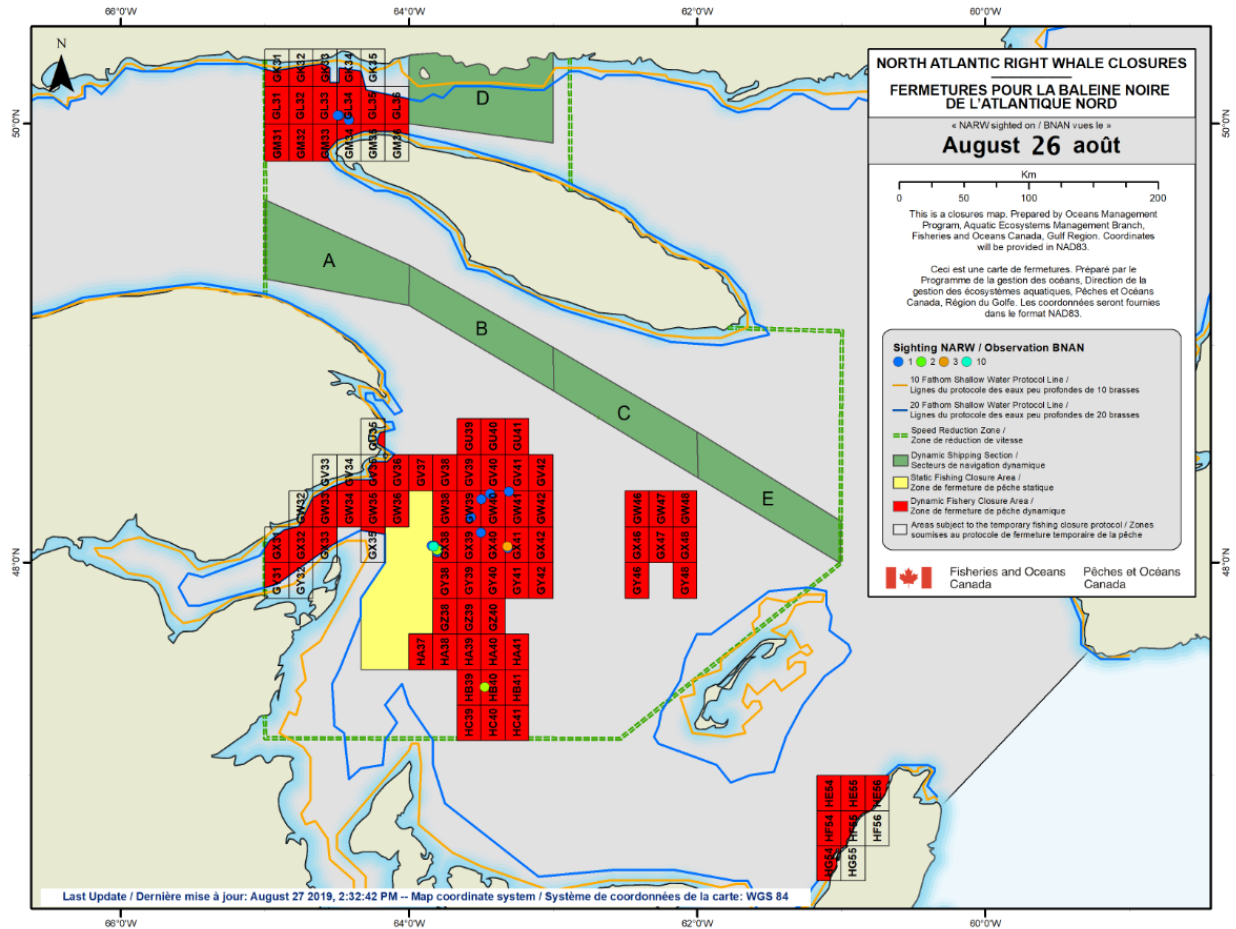 66°0'W
64°0'W
62°0'W
60°0'W
N
50°0'N
50°0'N
48°0'N
48°0'N
GK31 GK32 GK33 GK34 GK35
GL31 GL32 GL33 GL34 GL35 GL36
GM31 GM32 GM33 GM34 GM35 GM36
D
A
B
C
E
GU35 GU39 GU40 GU41
GV33 GV34 GV35 GV36 GV37 GV38 GV39 GV40 GV41 GV42
GW32 GW33 GW34 GW35 GW36 GW38 GW39 GW40 GW41 GW42 GW46 GW47 GW48
GX31 GX32 GX33 GX35 GX38 GX39 GX40 GX41 GX42 GX46 GX47 GX48
GY31 GY32 GY38 GY39 GY40 GY41 GY42 GY46 GY48
GZ38 GZ39 GZ40
HA37 HA38 HA39 HA40 HA41
HB39 HB40 HB41
HC39 HC40 HC41
HE54 HE55 HE56
HF54 HF55 HF56
HG54 HG55
NORTH ATLANTIC RIGHT WHALE CLOSURES
FERMETURES POUR LA BALEINE NOIRE
DE L'ATLANTIQUE NORD
« NARW sighted on / BNAN vues le »
August 26 août
Km
0 50 100 200
This is a closures map. Prepared by Oceans Management
Program, Aquatic Ecosystems Management Branch,
Fisheries and Oceans Canada, Gulf Region. Coordinates
will be provided in NAD83.
Ceci est une carte de fermetures. Préparé par le
Programme de la gestion des océans, Direction de la
gestion des écosystèmes aquatiques, Pêches et Océans
Canada, Région du Golfe. Les coordonnées seront fournies
dans le format NAD83.
Sighting NARW / Observation BNAN
1 2 3 10
10 Fathom Shallow Water Protocol Line /
Lignes du protocole des eaux peu profondes de 10 brasses
20 Fathom Shallow Water Protocol Line /
Lignes du protocole des eaux peu profondes de 20 brasses
Speed Reduction Zone /
Zone de réduction de vitesse
Dynamic Shipping Section /
Secteurs de navigation dynamique
Static Fishing Closure Area /
Zone de fermeture de pêche statique
Dynamic Fishery Closure Area /
Zone de fermeture de pêche dynamique
Areas subject to the temporary fishing closure protocol / Zones
soumises au protocole de fermeture temporaire de la pêche
Fisheries and Oceans
Canada
Pêches et Océans
Canada
Last Update / Dernière mise à jour: August 27 2019, 2:32:42 PM -- Map coordinate system / Système de coordonnées de la carte: WGS 84
66°0'W
64°0'W
62°0'W
60°0'W